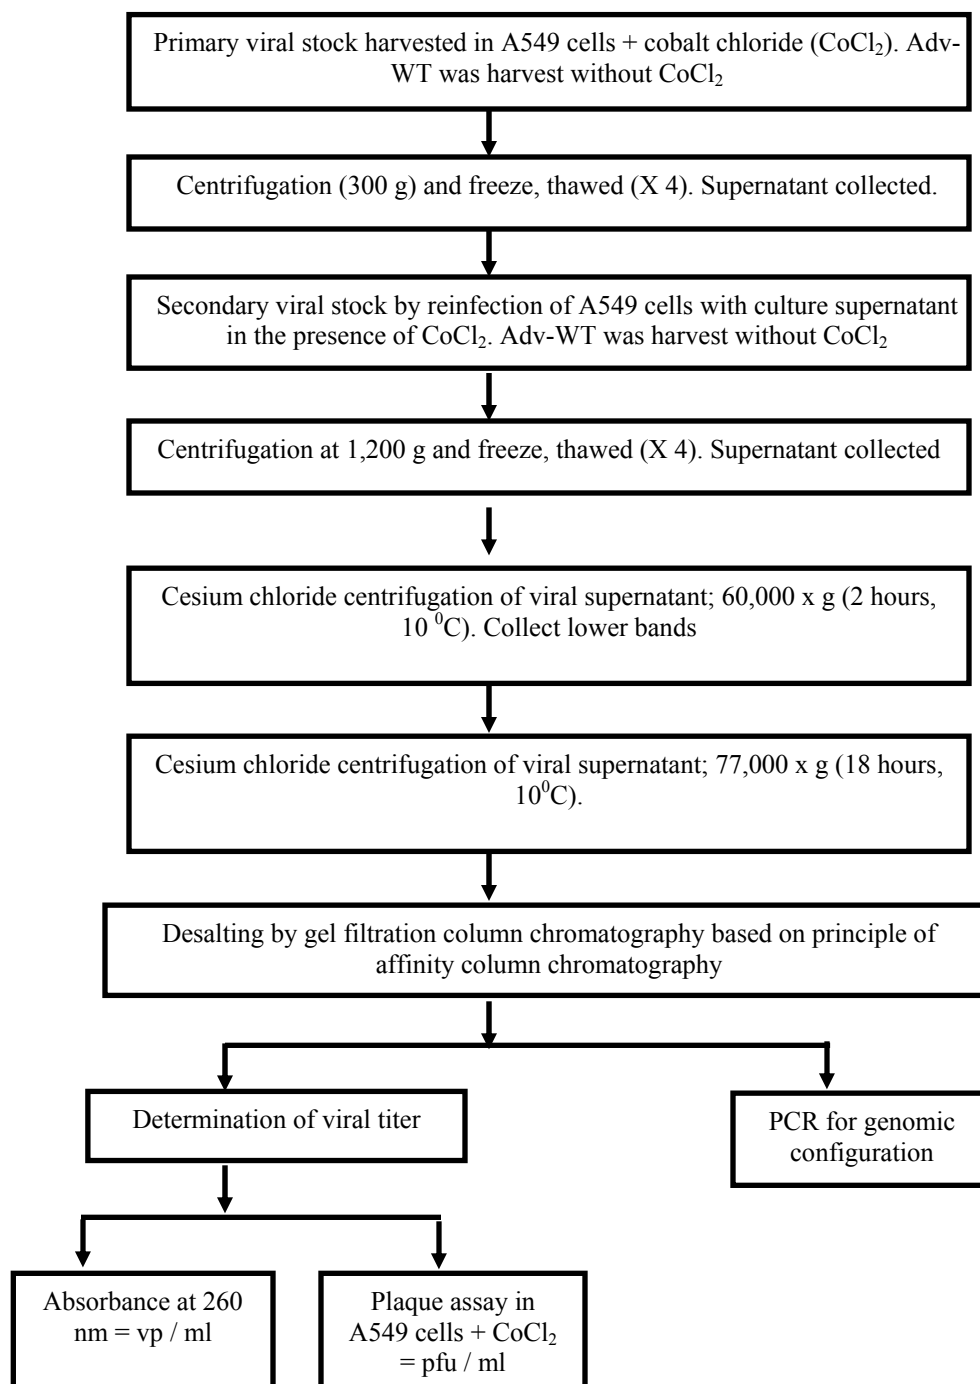 Primary viral stock harvested in A549 cells + cobalt chloride (CoCl₂). Adv-
WT was harvest without CoCl₂
Centrifugation (300 g) and freeze, thawed (X 4). Supernatant collected.
Secondary viral stock by reinfection of A549 cells with culture supernatant
in the presence of CoCl₂. Adv-WT was harvest without CoCl₂
Centrifugation at 1,200 g and freeze, thawed (X 4). Supernatant collected
Cesium chloride centrifugation of viral supernatant; 60,000 x g (2 hours,
10 ⁰C). Collect lower bands
Cesium chloride centrifugation of viral supernatant; 77,000 x g (18 hours,
10⁰C).
Desalting by gel filtration column chromatography based on principle of
affinity column chromatography
Determination of viral titer
PCR for genomic
configuration
Absorbance at 260
nm = vp / ml
Plaque assay in
A549 cells + CoCl₂
= pfu / ml